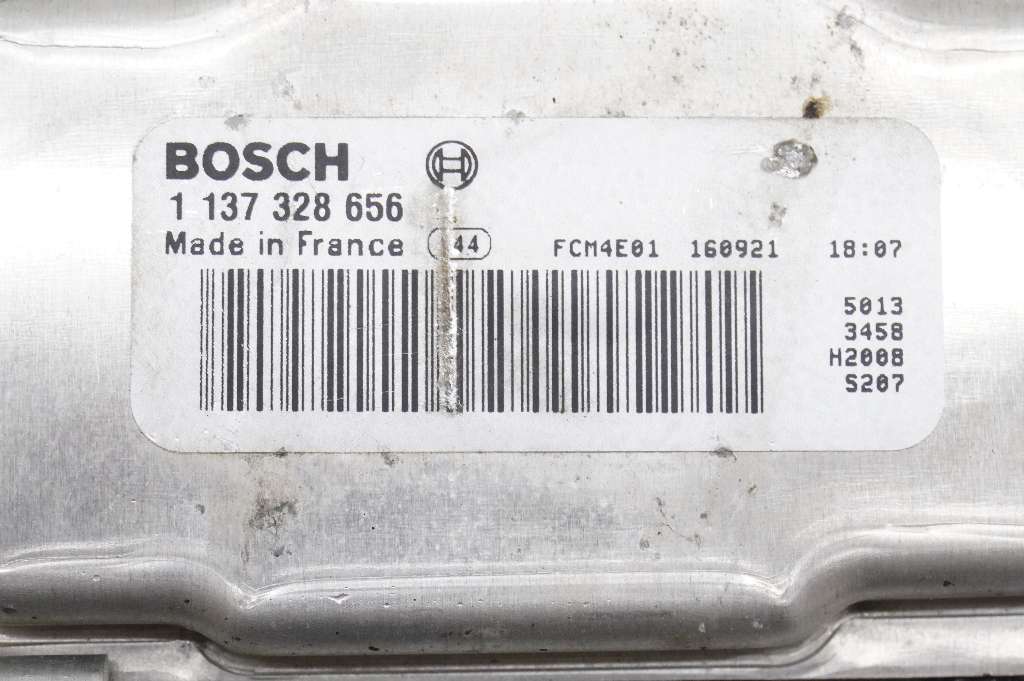 BOSCH
1 137 328 656
Made in France 44 FCM4E01 160921 18:07
5013
3458
H2008
S207